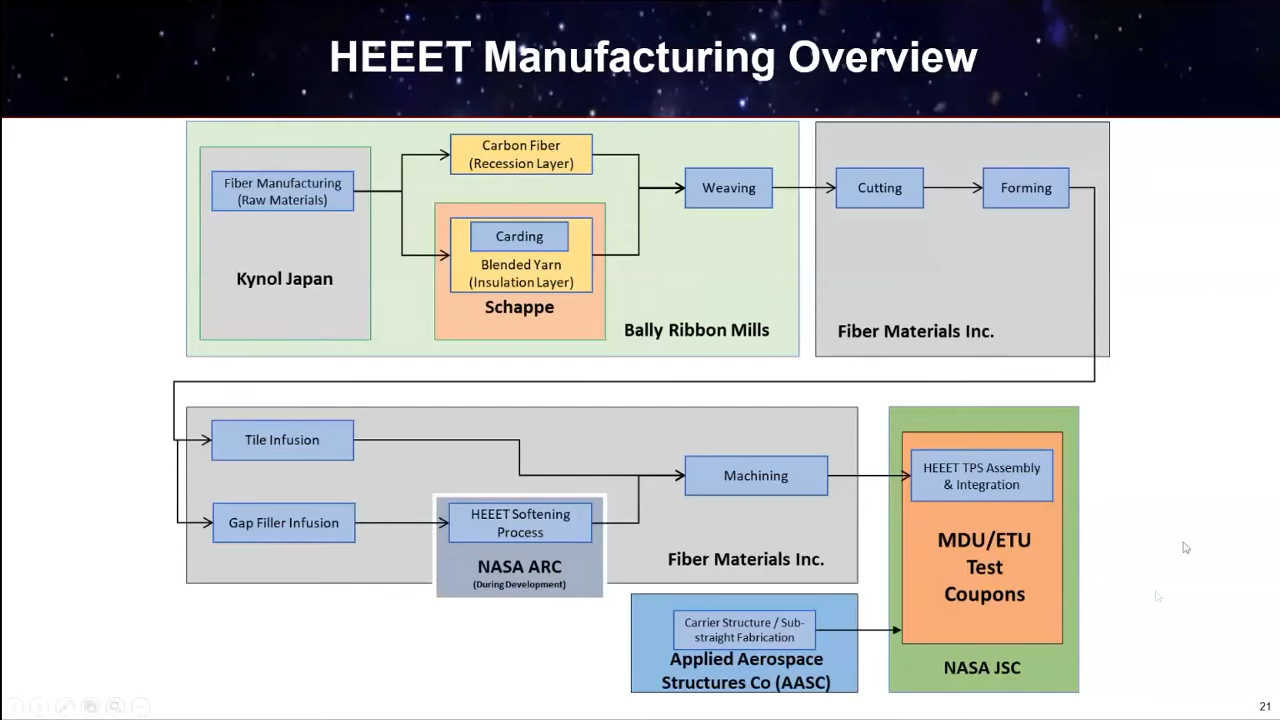 HEEET Manufacturing Overview
Fiber Manufacturing
(Raw Materials)
Kynol Japan
Carbon Fiber
(Recession Layer)
Carding
Blended Yarn
(Insulation Layer)
Schappe
Weaving
Bally Ribbon Mills
Cutting
Forming
Fiber Materials Inc.
Tile Infusion
Gap Filler Infusion
HEEET Softening
Process
NASA ARC
(During Development)
Machining
Fiber Materials Inc.
HEEET TPS Assembly
& Integration
MDU/ETU
Test
Coupons
NASA JSC
Carrier Structure / Sub-
straight Fabrication
Applied Aerospace
Structures Co (AASC)
21